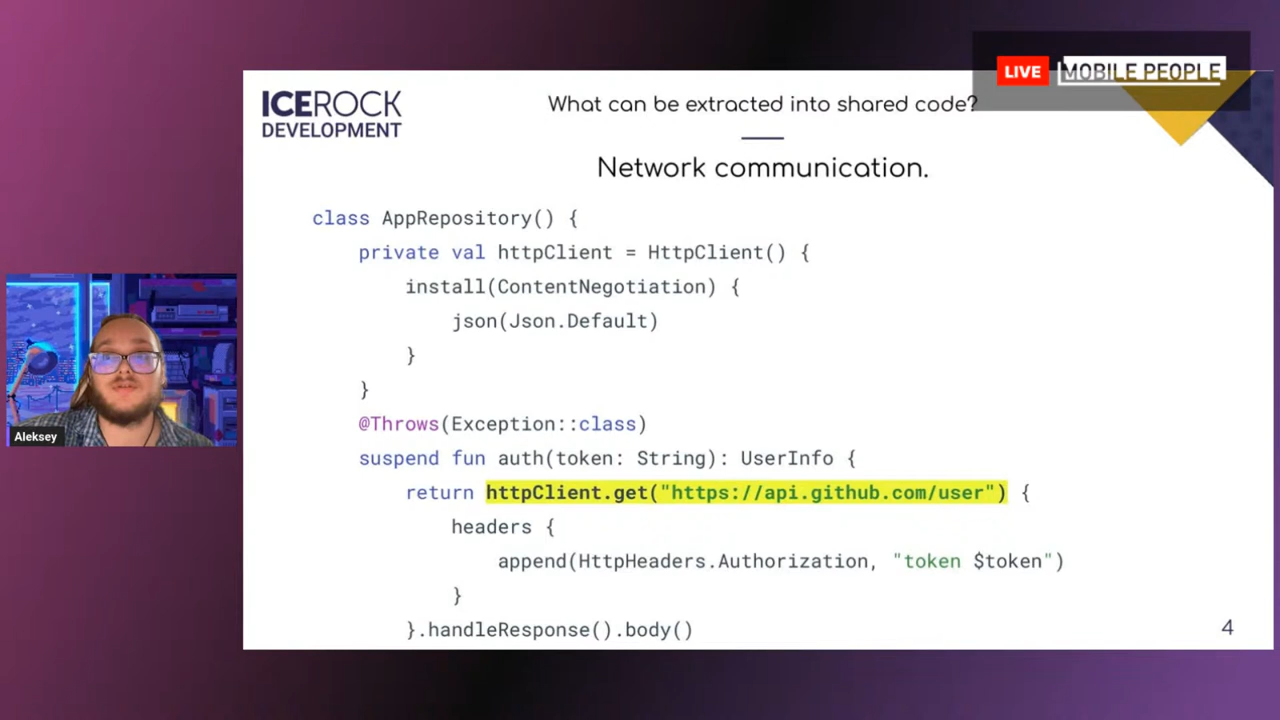 LIVE MOBILE PEOPLE
ICEROCK
DEVELOPMENT
What can be extracted into shared code?
Network communication.
class AppRepository() {
    private val httpClient = HttpClient() {
        install(ContentNegotiation) {
            json(Json.Default)
        }
    }
    @Throws(Exception::class)
    suspend fun auth(token: String): UserInfo {
        return httpClient.get("https://api.github.com/user") {
            headers {
                append(HttpHeaders.Authorization, "token $token")
            }
        }.handleResponse().body()
4
Aleksey